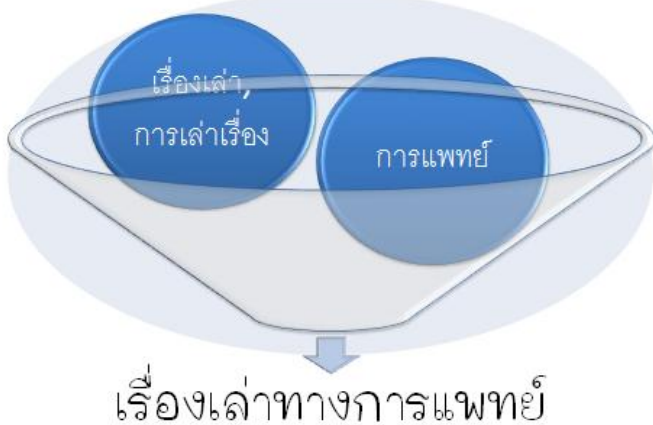 เรื่องเล่า,
การเล่าเรื่อง
การแพทย์
เรื่องเล่าทางการแพทย์